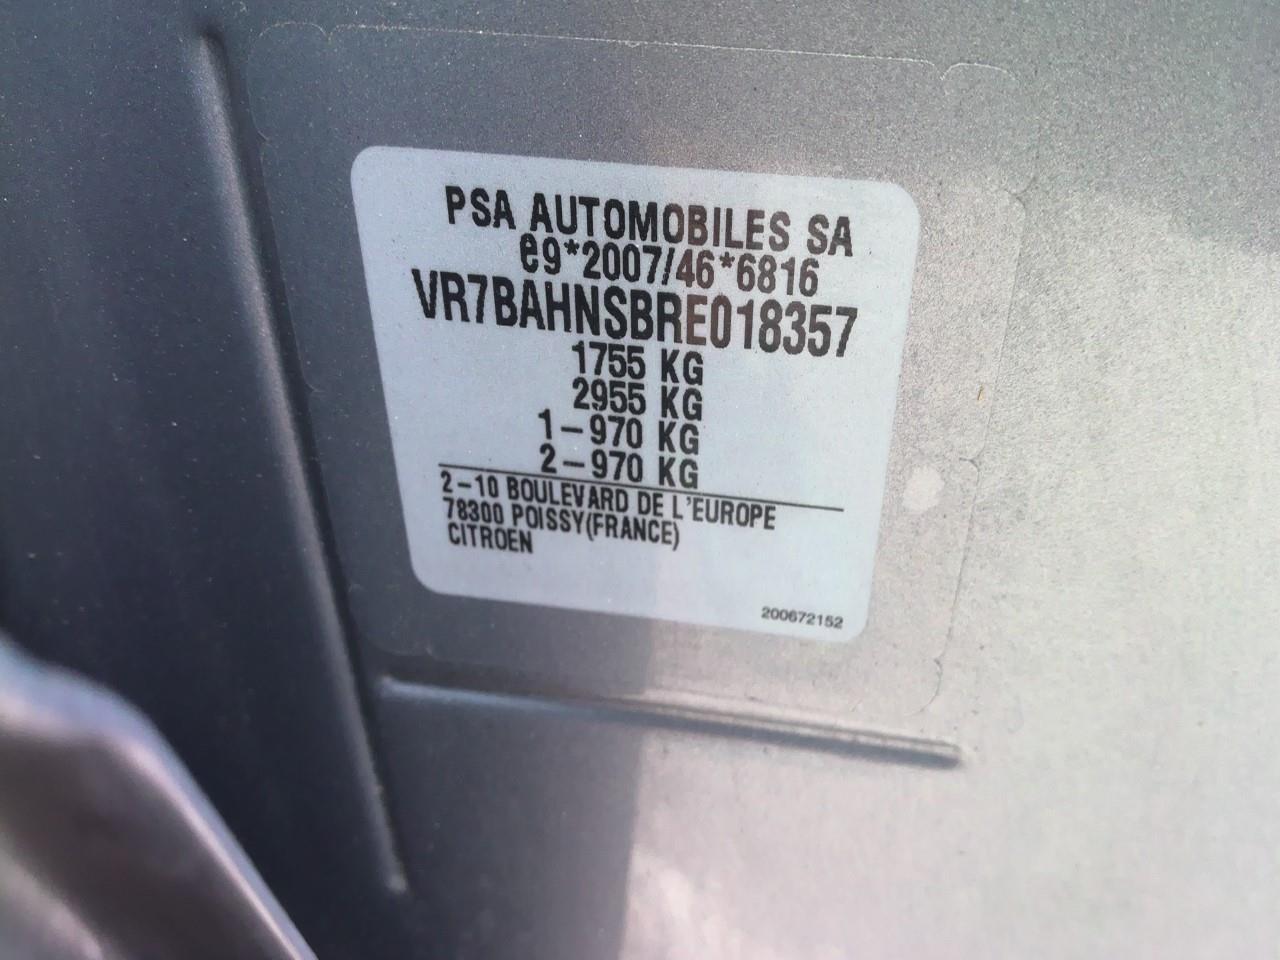 PSA AUTOMOBILES SA
e9*2007/46*6816
VR7BAHNSBRE018357
1755 KG
2955 KG
1-970 KG
2-970 KG
2-10 BOULEVARD DE L'EUROPE
78300 POISSY(FRANCE)
CITROEN
200672152